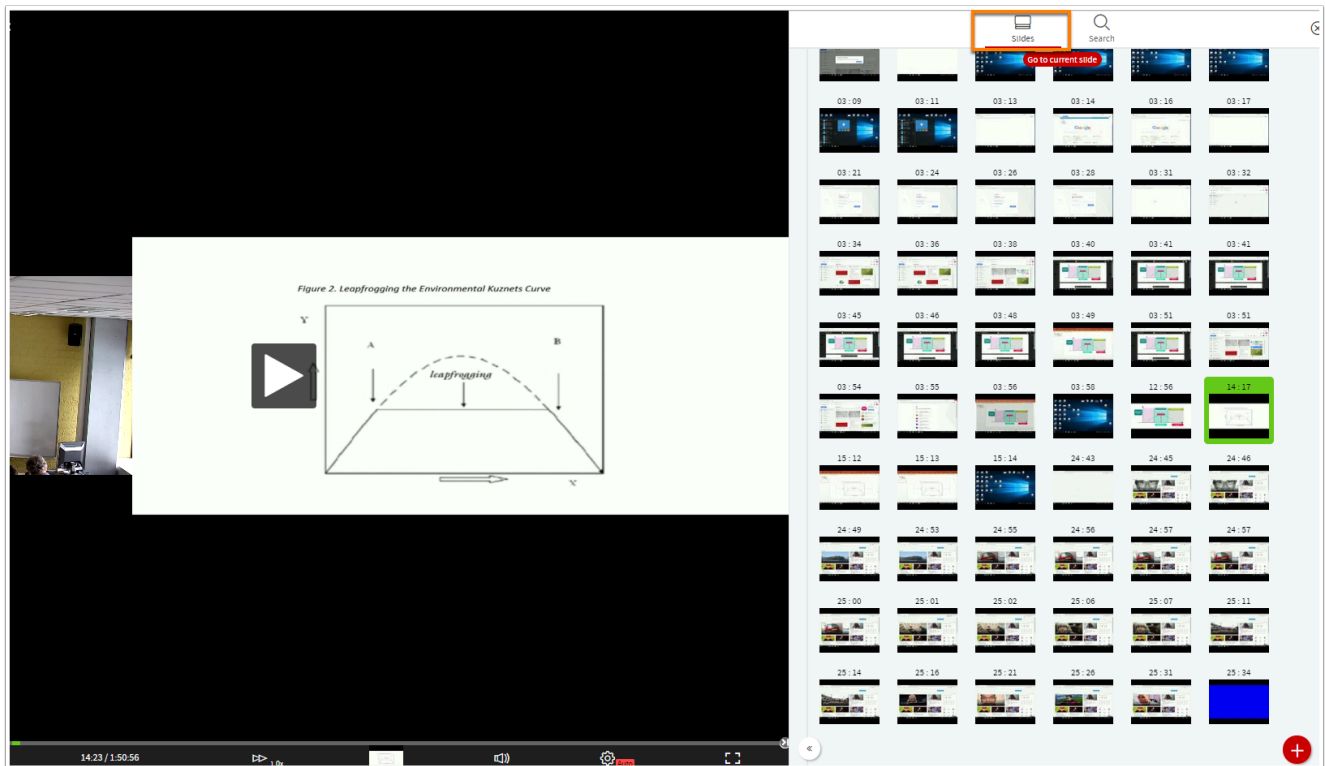 Slides
Search
Go to current slide
03:09 03:11 03:13 03:14 03:16 03:17
03:21 03:24 03:26 03:28 03:31 03:32
03:34 03:36 03:38 03:40 03:41 03:41
03:45 03:46 03:48 03:49 03:51 03:51
03:54 03:55 03:56 03:58 12:56 14:17
15:12 15:13 15:14 24:43 24:45 24:46
24:49 24:53 24:55 24:56 24:57 24:57
25:00 25:01 25:02 25:06 25:07 25:11
25:14 25:16 25:21 25:26 25:31 25:34
Figure 2. Leapfrogging the Environmental Kuznets Curve
Y
A
B
leapfrogging
X
14:23 / 1:50:56
1.0x
Auto
«
+